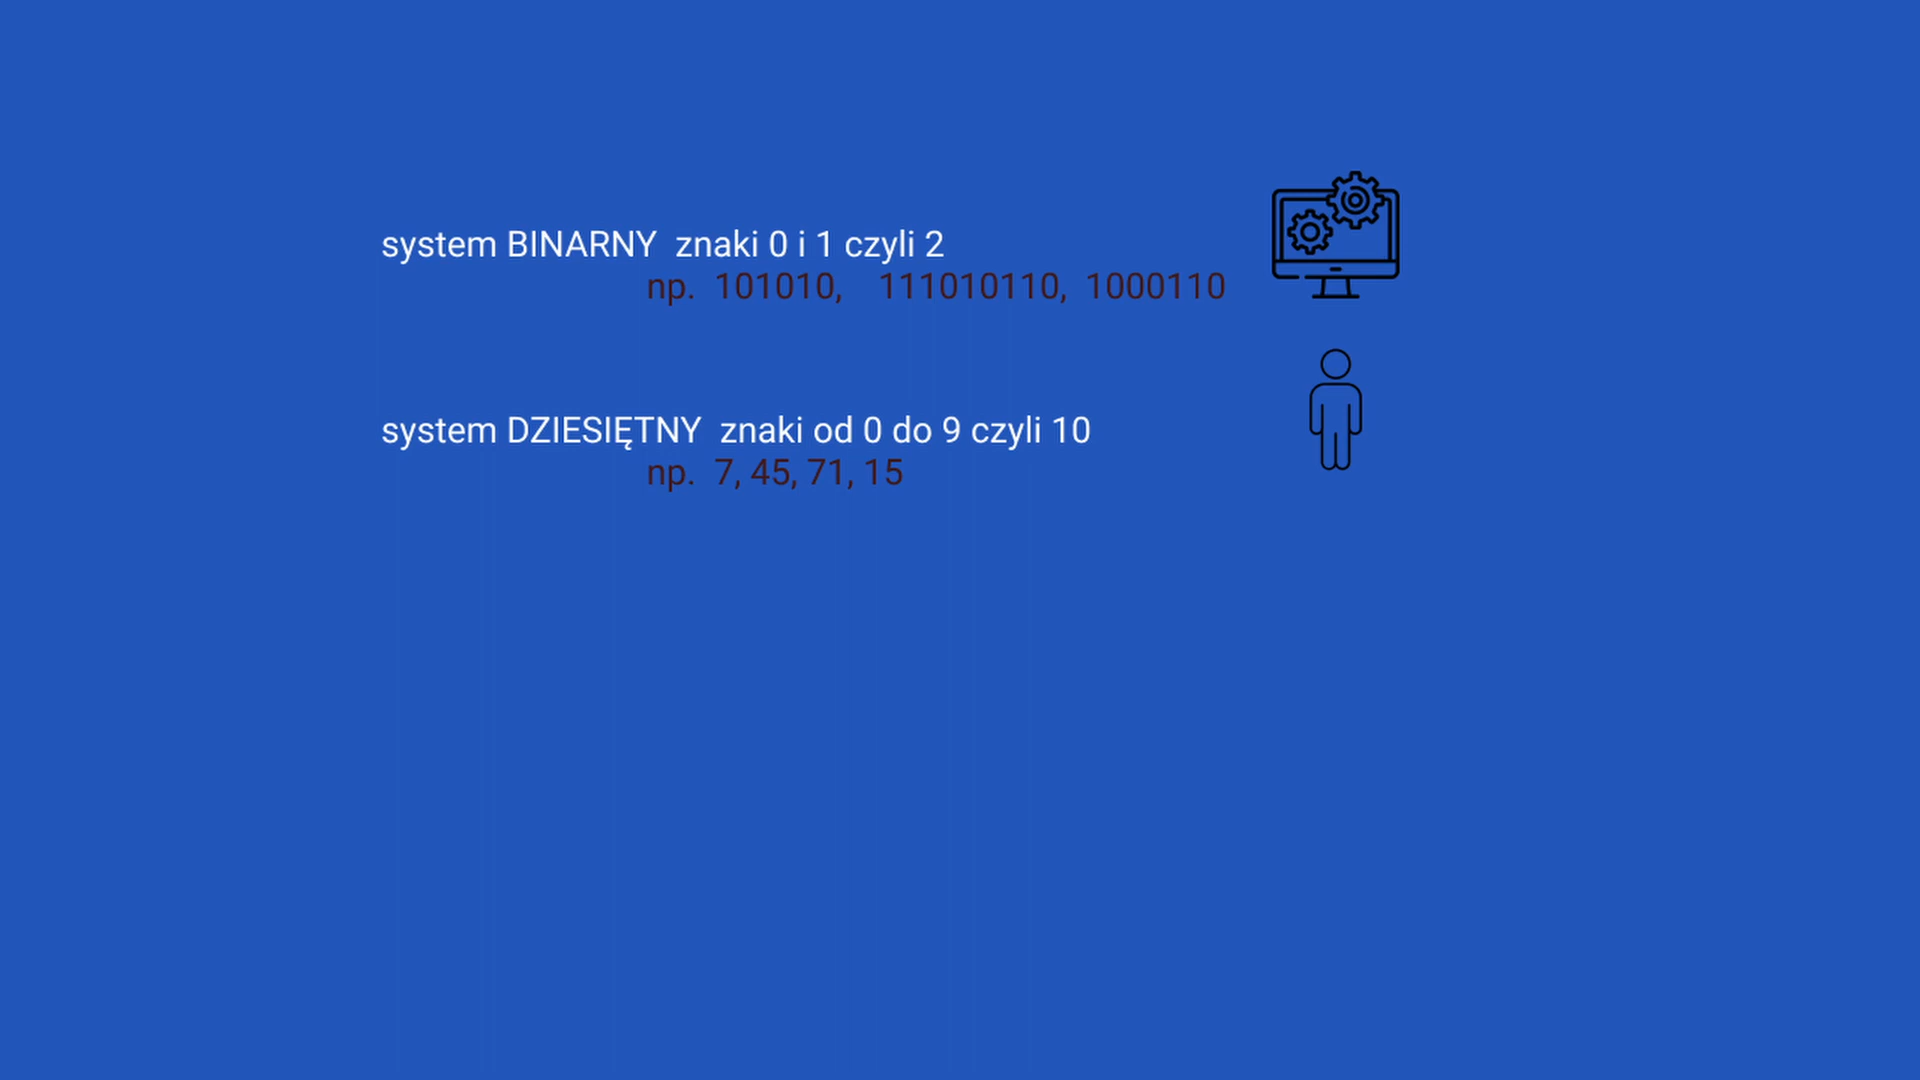 system BINARNY znaki 0 i 1 czyli 2
np. 101010, 111010110, 1000110
system DZIESIĘTNY znaki od 0 do 9 czyli 10
np. 7, 45, 71, 15